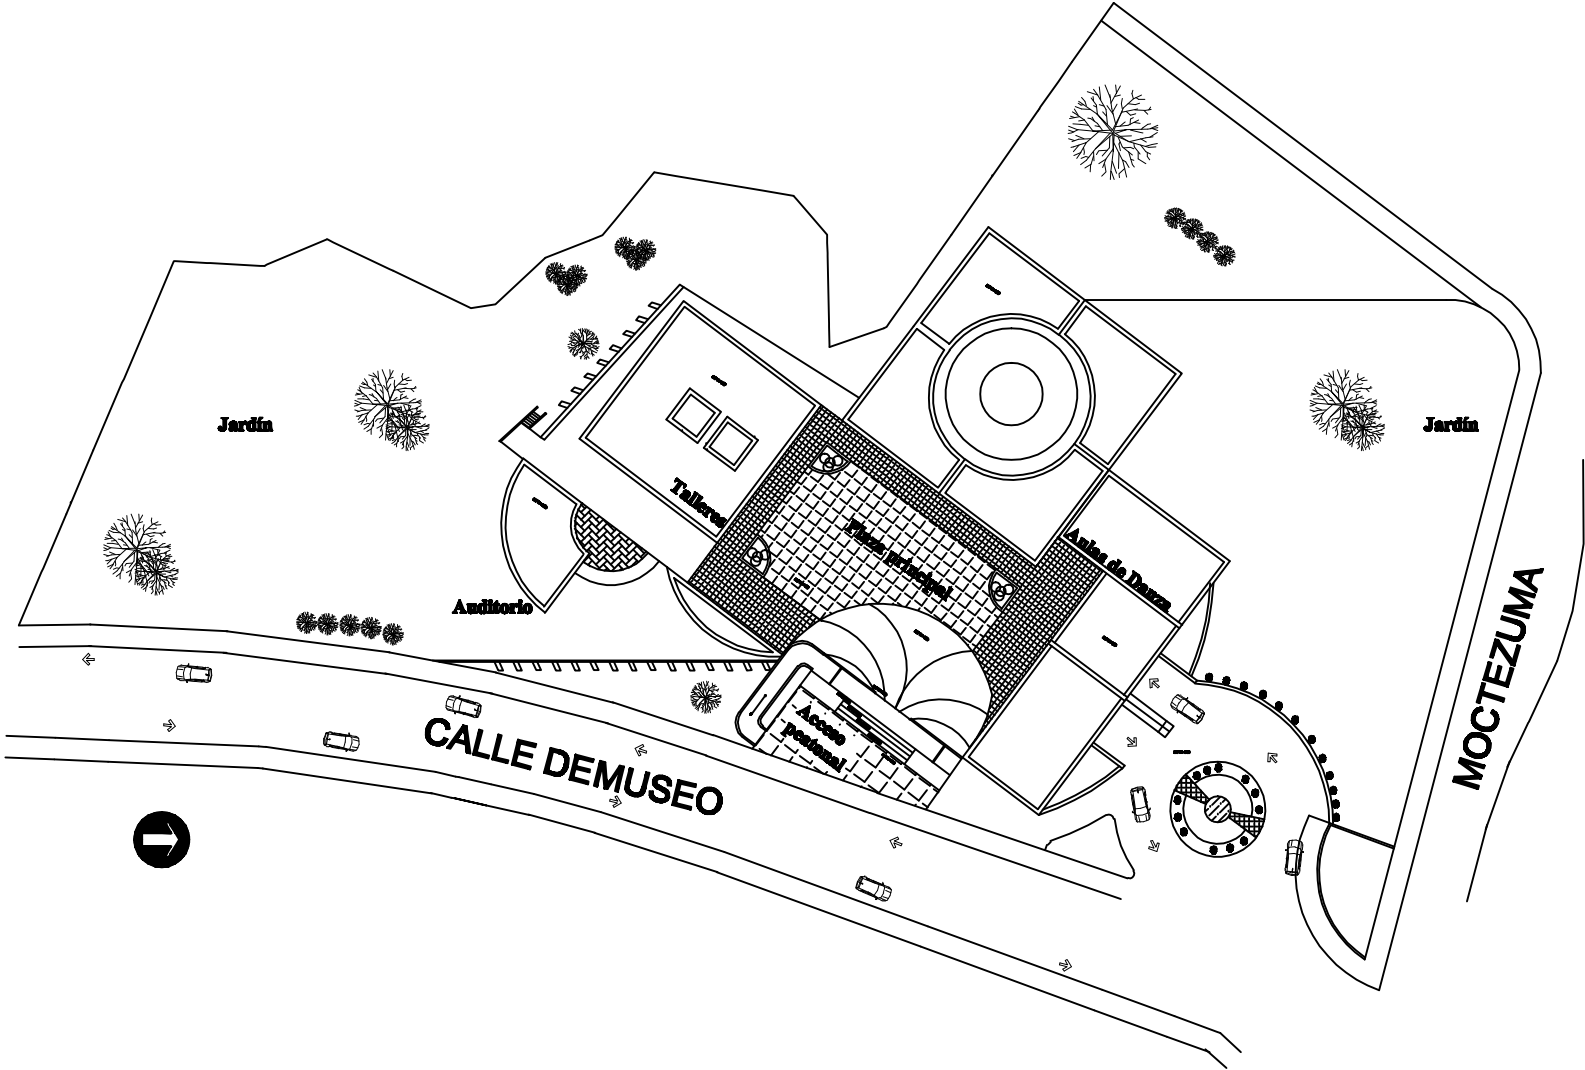 Jardín
Jardín
Talleres
Plaza principal
Aulas de Danza
Auditorio
Acceso
peatonal
CALLE DEMUSEO
MOCTEZUMA